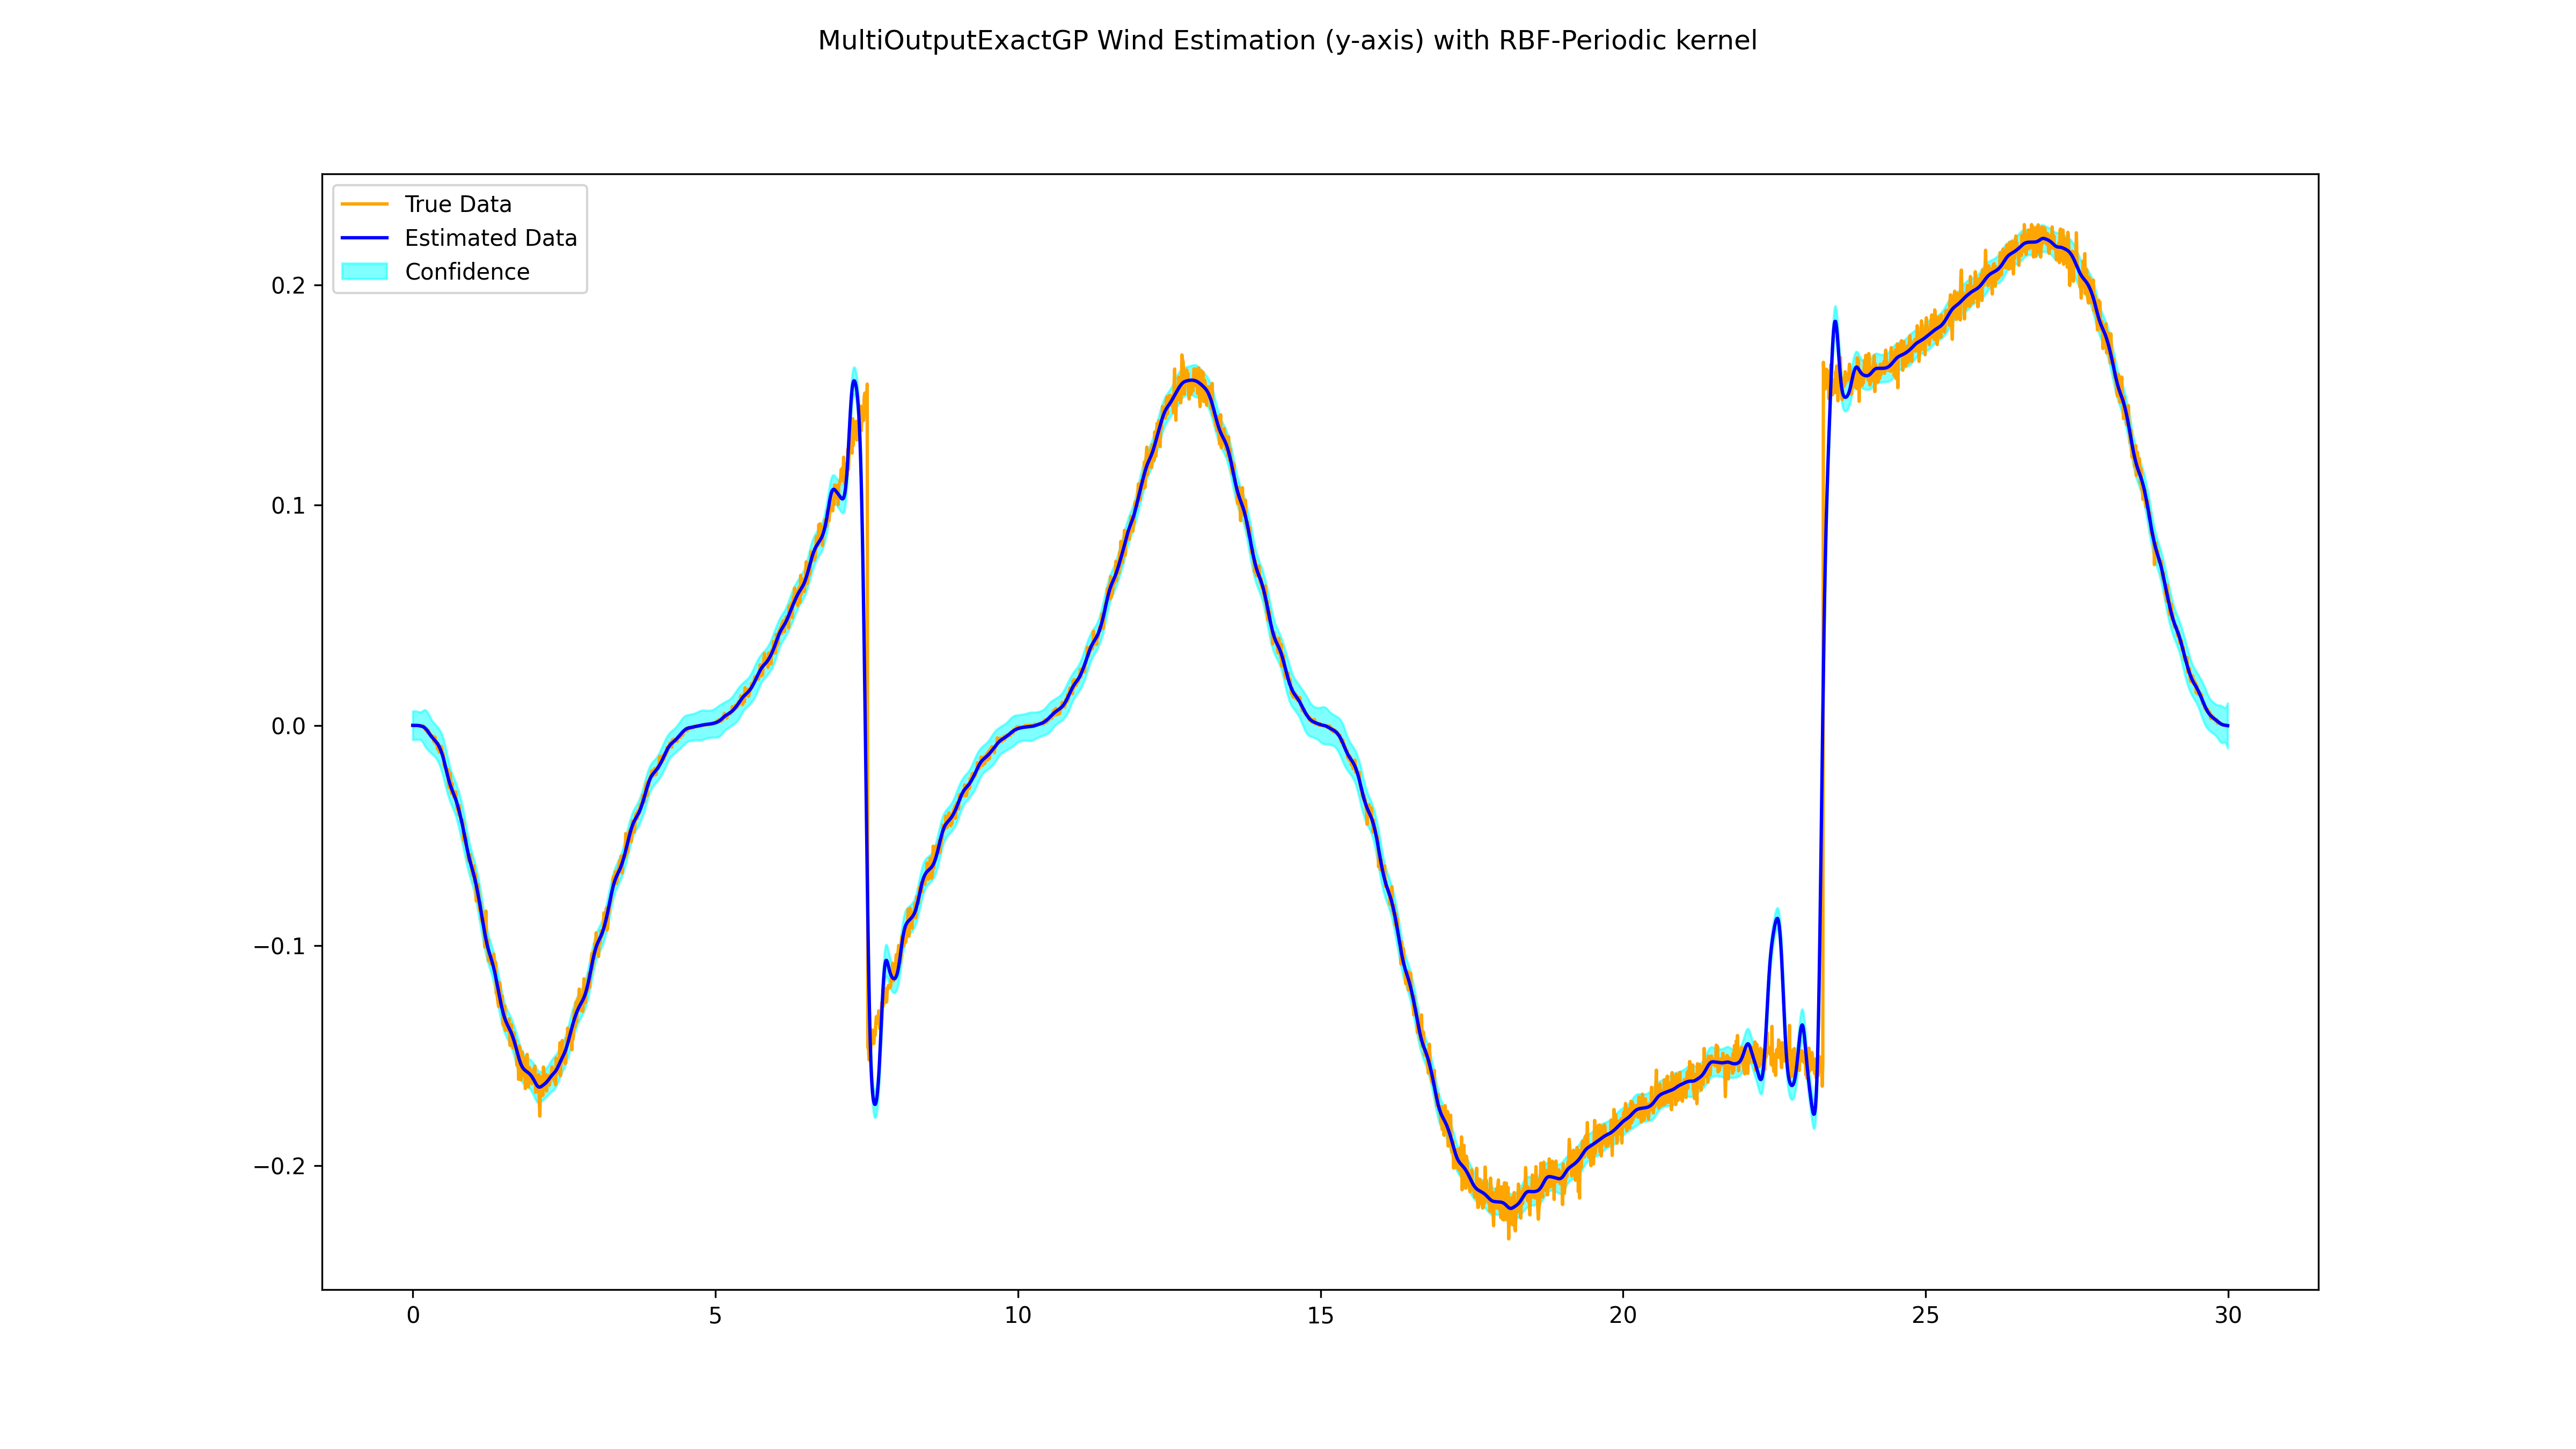 MultiOutputExactGP Wind Estimation (y-axis) with RBF-Periodic kernel
True Data
Estimated Data
Confidence
0.2
0.1
0.0
−0.1
−0.2
0 5 10 15 20 25 30